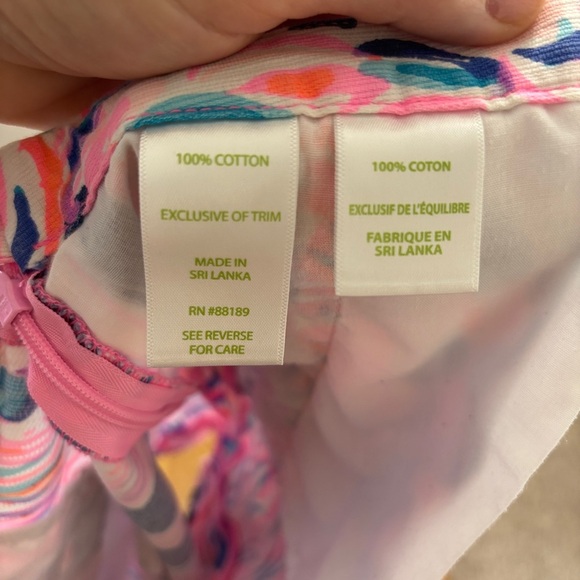 100% COTTON
EXCLUSIVE OF TRIM
MADE IN
SRI LANKA
RN #88189
SEE REVERSE
FOR CARE
100% COTON
EXCLUSIF DE L'ÉQUILIBRE
FABRIQUE EN
SRI LANKA